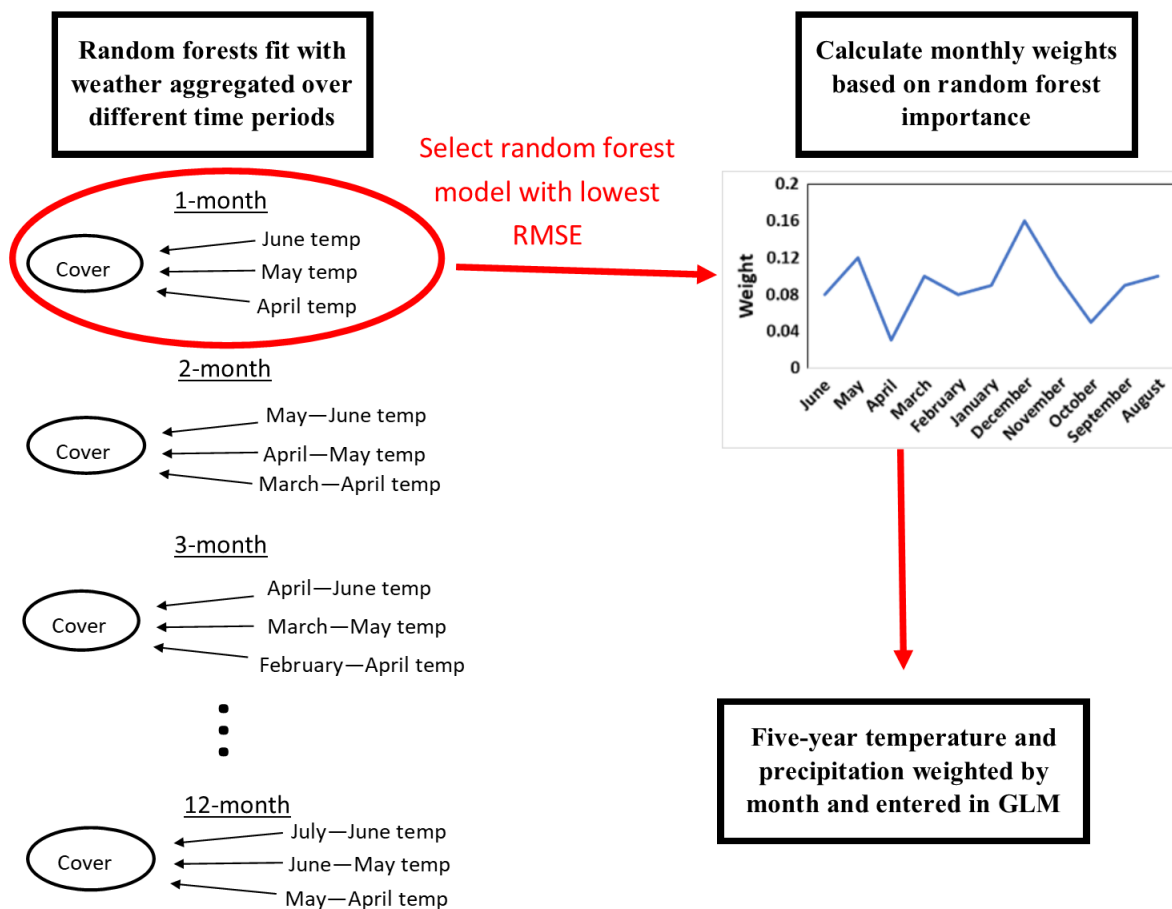 Random forests fit with
weather aggregated over
different time periods
1-month
Cover
June temp
May temp
April temp
2-month
Cover
May—June temp
April—May temp
March—April temp
3-month
Cover
April—June temp
March—May temp
February—April temp
12-month
Cover
July—June temp
June—May temp
May—April temp
Select random forest
model with lowest
RMSE
Calculate monthly weights
based on random forest
importance
Weight
0.2
0.16
0.12
0.08
0.04
0
June
May
April
March
February
January
December
November
October
September
August
Five-year temperature and
precipitation weighted by
month and entered in GLM